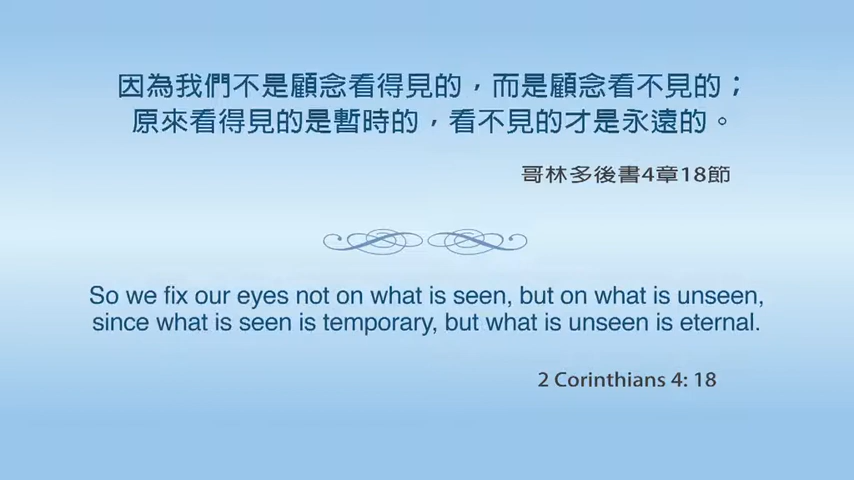 因為我們不是顧念看得見的，而是顧念看不見的；
原來看得見的是暫時的，看不見的才是永遠的。
哥林多後書4章18節
So we fix our eyes not on what is seen, but on what is unseen,
since what is seen is temporary, but what is unseen is eternal.
2 Corinthians 4: 18